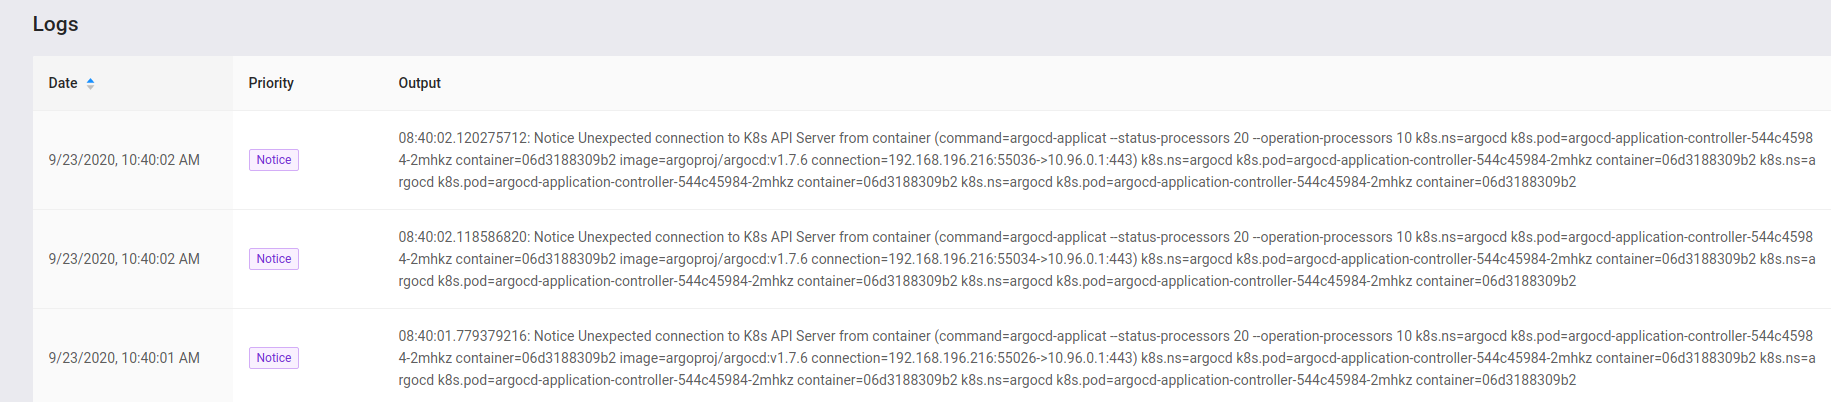 Logs
Date Priority Output
9/23/2020, 10:40:02 AM Notice
08:40:02.120275712: Notice Unexpected connection to K8s API Server from container (command=argocd-applicat --status-processors 20 --operation-processors 10 k8s.ns=argocd k8s.pod=argocd-application-controller-544c4598
4-2mhkz container=06d3188309b2 image=argoproj/argocd:v1.7.6 connection=192.168.196.216:55036->10.96.0.1:443) k8s.ns=argocd k8s.pod=argocd-application-controller-544c45984-2mhkz container=06d3188309b2 k8s.ns=a
rgocd k8s.pod=argocd-application-controller-544c45984-2mhkz container=06d3188309b2 k8s.ns=argocd k8s.pod=argocd-application-controller-544c45984-2mhkz container=06d3188309b2
9/23/2020, 10:40:02 AM Notice
08:40:02.118586820: Notice Unexpected connection to K8s API Server from container (command=argocd-applicat --status-processors 20 --operation-processors 10 k8s.ns=argocd k8s.pod=argocd-application-controller-544c4598
4-2mhkz container=06d3188309b2 image=argoproj/argocd:v1.7.6 connection=192.168.196.216:55034->10.96.0.1:443) k8s.ns=argocd k8s.pod=argocd-application-controller-544c45984-2mhkz container=06d3188309b2 k8s.ns=a
rgocd k8s.pod=argocd-application-controller-544c45984-2mhkz container=06d3188309b2 k8s.ns=argocd k8s.pod=argocd-application-controller-544c45984-2mhkz container=06d3188309b2
9/23/2020, 10:40:01 AM Notice
08:40:01.779379216: Notice Unexpected connection to K8s API Server from container (command=argocd-applicat --status-processors 20 --operation-processors 10 k8s.ns=argocd k8s.pod=argocd-application-controller-544c4598
4-2mhkz container=06d3188309b2 image=argoproj/argocd:v1.7.6 connection=192.168.196.216:55026->10.96.0.1:443) k8s.ns=argocd k8s.pod=argocd-application-controller-544c45984-2mhkz container=06d3188309b2 k8s.ns=a
rgocd k8s.pod=argocd-application-controller-544c45984-2mhkz container=06d3188309b2 k8s.ns=argocd k8s.pod=argocd-application-controller-544c45984-2mhkz container=06d3188309b2